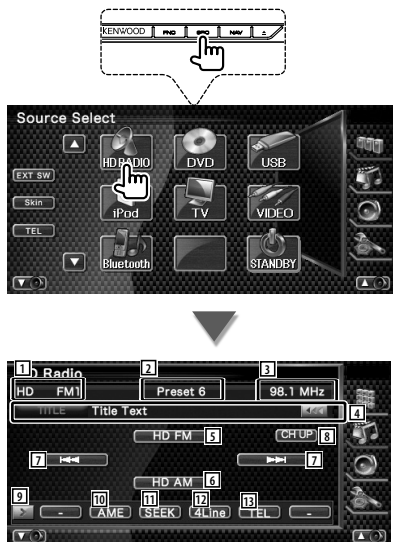 KENWOOD FNC SRC NAV
Source Select
HD RADIO DVD USB
EXT SW
Skin
iPod TV VIDEO
TEL
Bluetooth STANDBY
1 2 3
D Radio
HD FM1 Preset 6 98.1 MHz
TITLE Title Text 4
HD FM 5 CH UP 8
7 7
HD AM 6
9 10 11 12 13
- AME SEEK 4Line TEL -